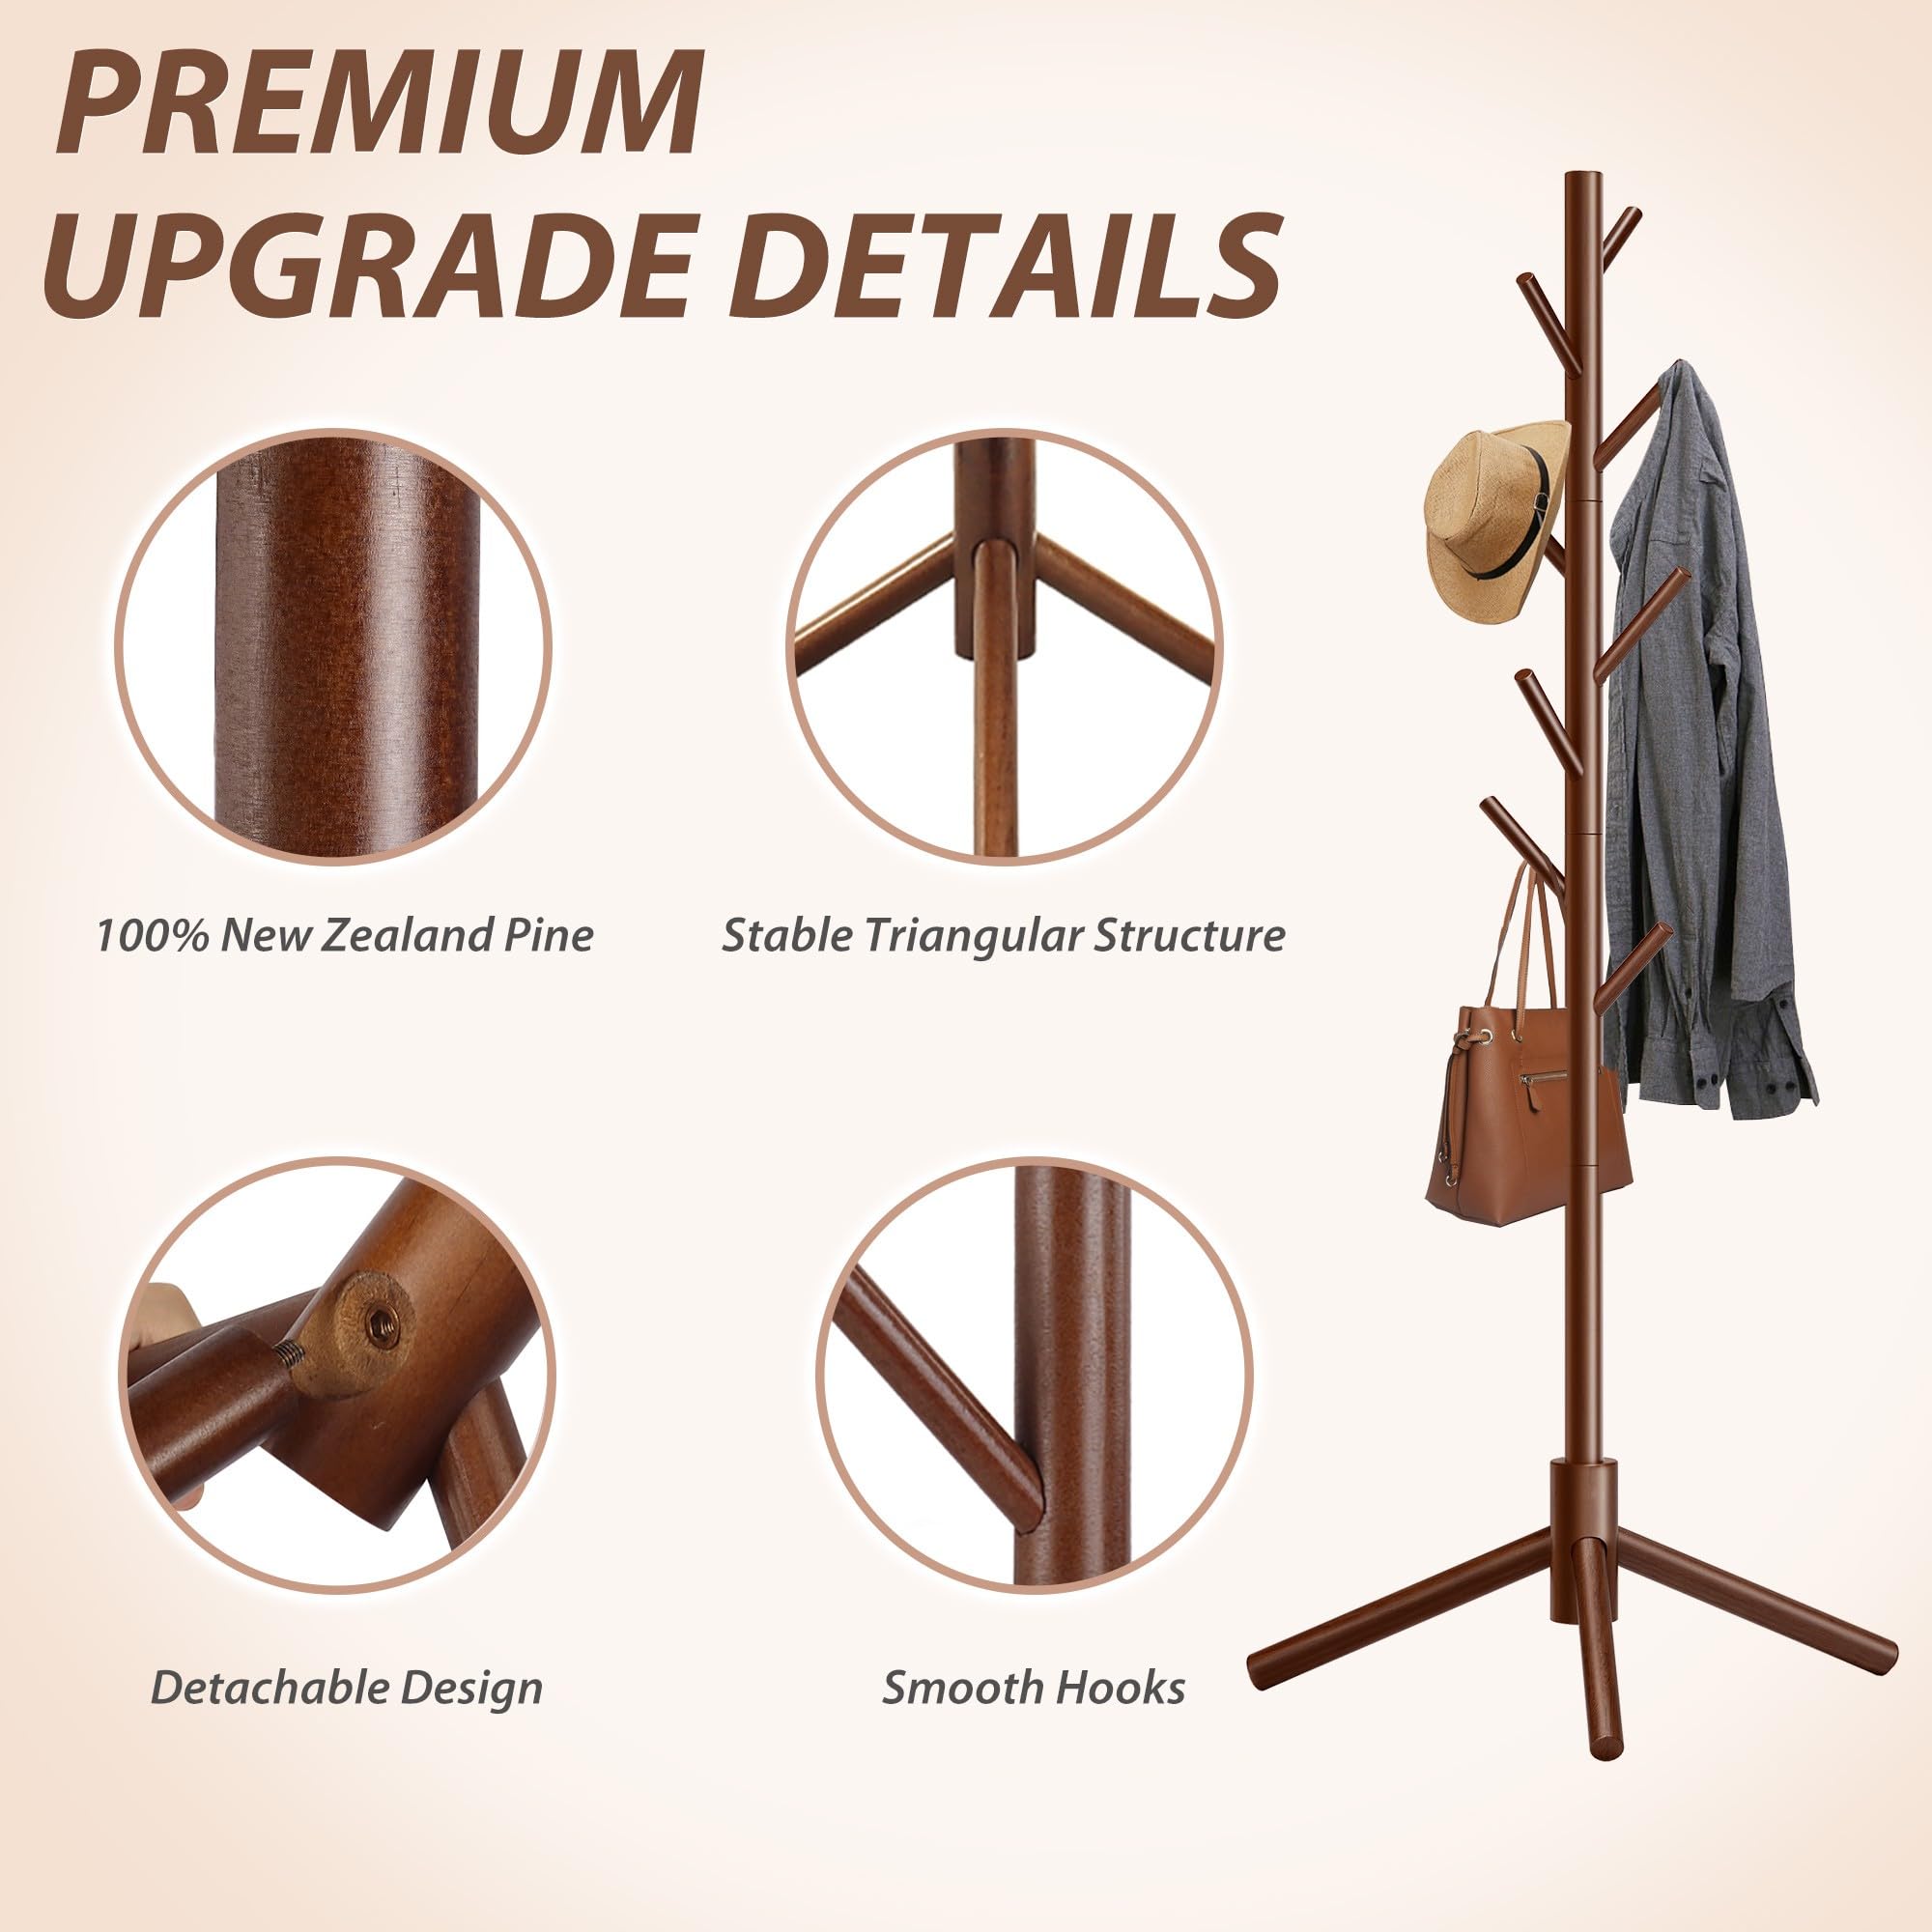 PREMIUM
UPGRADE DETAILS
100% New Zealand Pine
Stable Triangular Structure
Detachable Design
Smooth Hooks